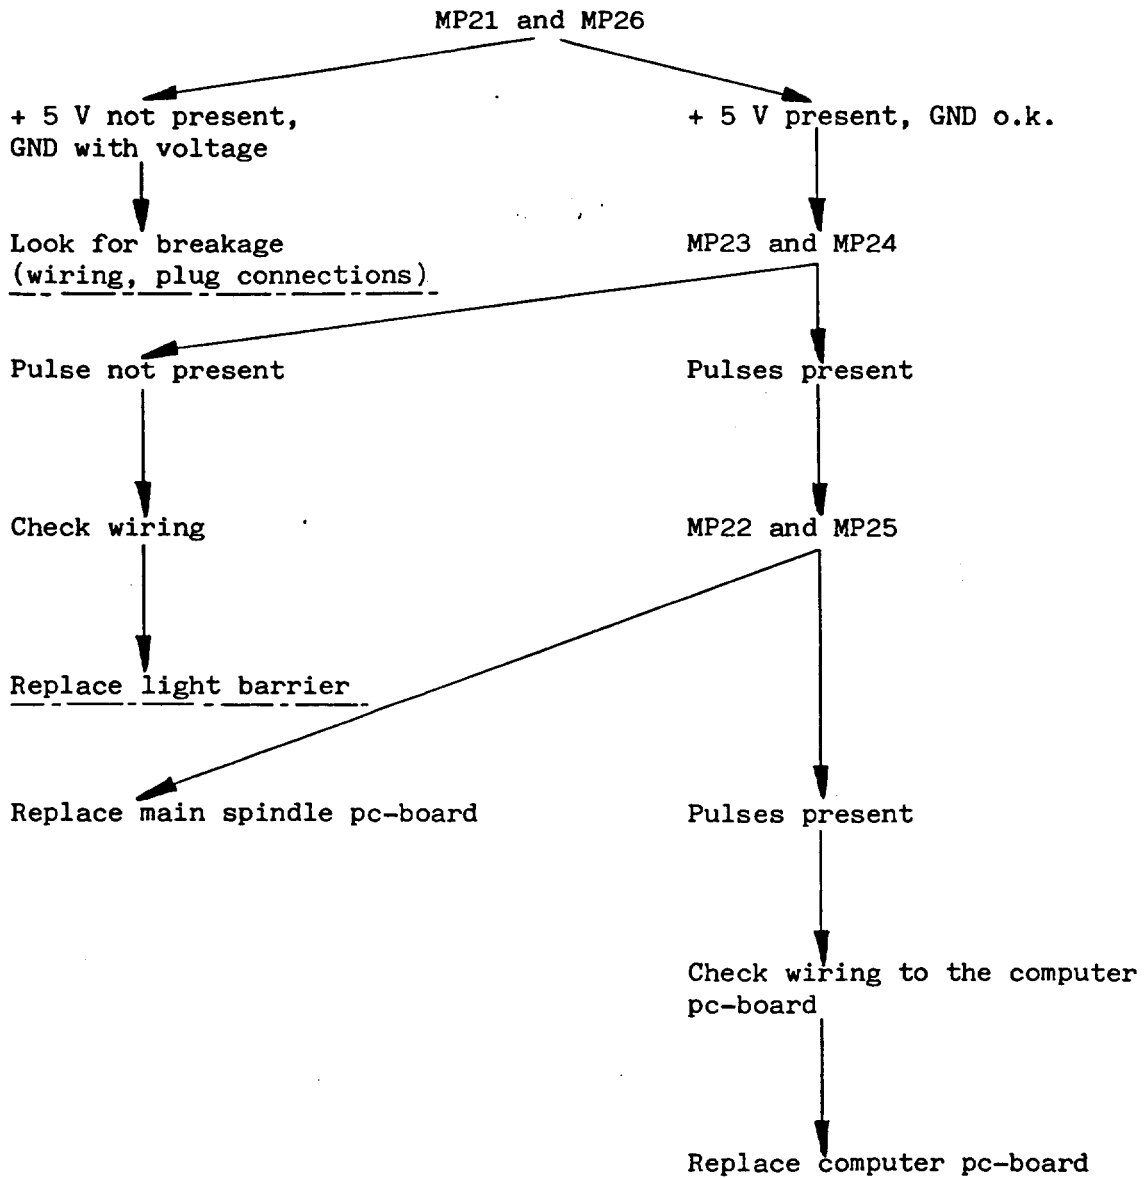 MP21 and MP26
+ 5 V not present,
GND with voltage
+ 5 V present, GND o.k.
Look for breakage
(wiring, plug connections)
MP23 and MP24
Pulse not present
Pulses present
Check wiring
MP22 and MP25
Replace light barrier
Replace main spindle pc-board
Pulses present
Check wiring to the computer
pc-board
Replace computer pc-board